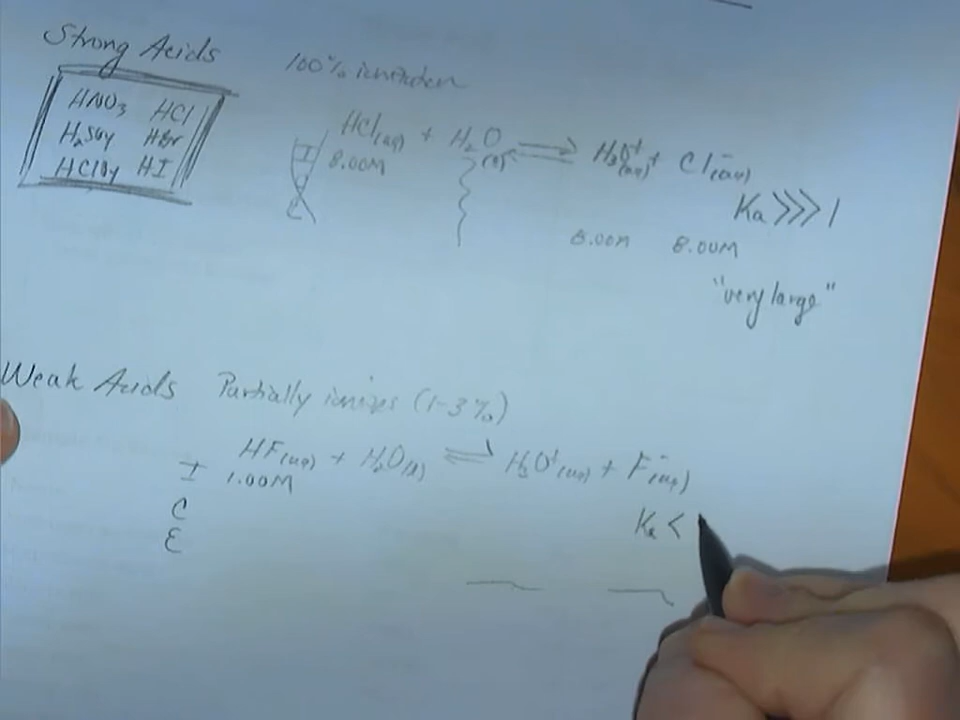 Strong Acids
100% ionization
HNO3 HCl
H2SO4 HBr
HClO4 HI
HCl(aq) + H2O(l) ⇌ H3O+(aq) + Cl-(aq)
I 8.00M
C
Ka >>> 1
8.00M 8.00M
"very large"
Weak Acids Partially ionizes (1-3%)
HF(aq) + H2O(l) ⇌ H3O+(aq) + F-(aq)
I 1.00M
C
E
Ka <